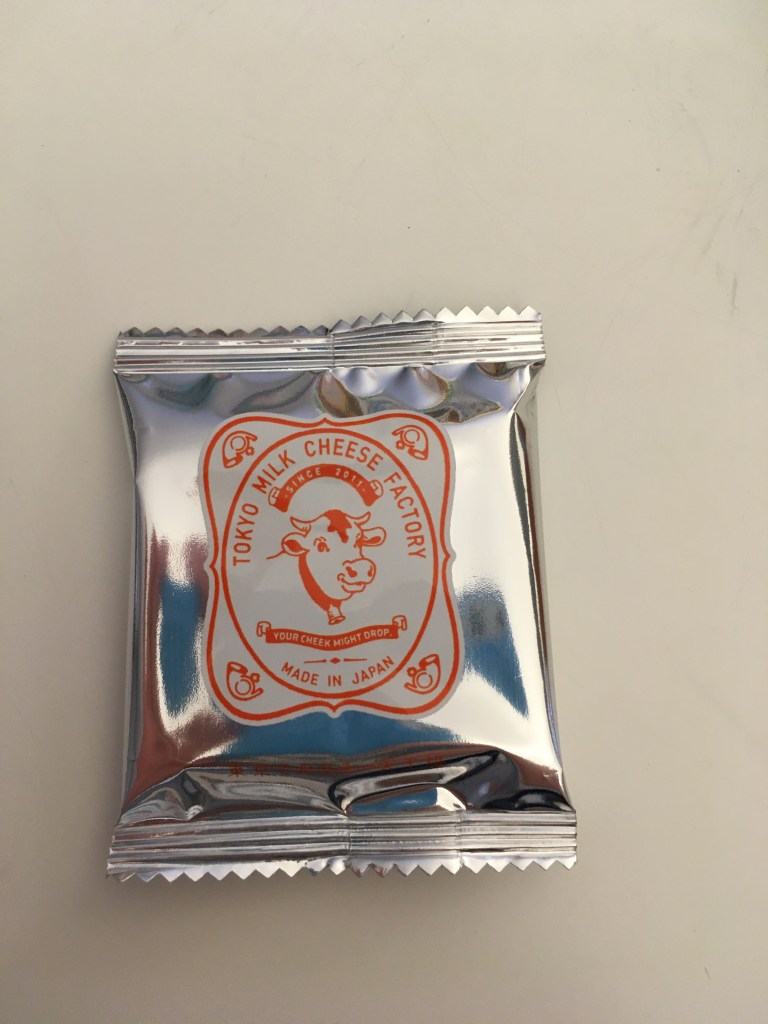 TOKYO MILK CHEESE FACTORY
SINCE 2011
YOUR CHEEK MIGHT DROP.
MADE IN JAPAN